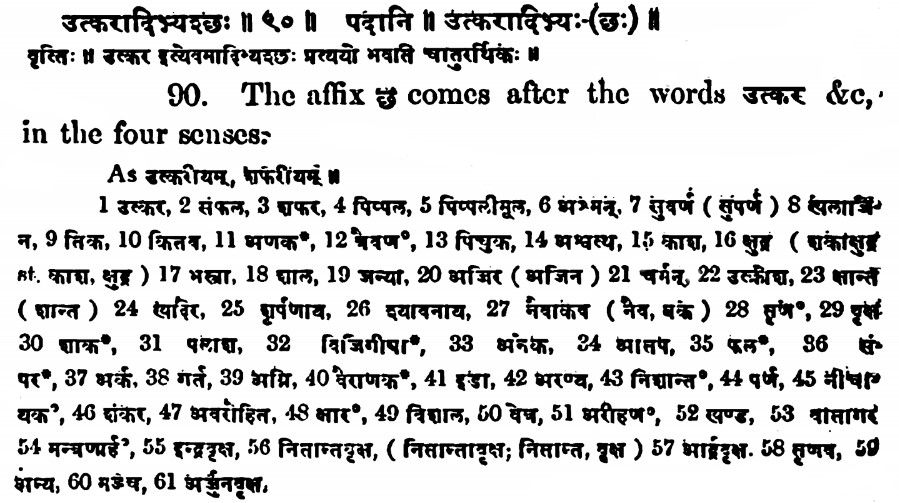 उत्करादिभ्यश्छः ॥ ९० ॥ पदानि ॥ उत्करादिभ्यः-(छः) ॥
वृत्तिः ॥ उत्कर इत्येवमादिभ्यश्छः प्रत्ययो भवति चातुरर्थिकः ॥
90. The affix छ comes after the words उत्कर &c,
in the four senses.
As उत्करीयम्, शफरीयम् ॥
1 उत्कर, 2 संफल, 3 शफर, 4 पिप्पल, 5 पिप्पलीमूल, 6 अश्मन्, 7 सुवर्ण ( सुपर्ण ) 8 खलाजि-
न, 9 तिक, 10 कितव, 11 अणक*, 12 त्रैवण*, 13 पिचुक, 14 अश्वत्थ, 15 काश, 16 क्षुद्र ( शकाक्षुद्र
st. काश, क्षुद्र ) 17 भस्त्रा, 18 शाल, 19 जन्या, 20 अजिर ( अजिन ) 21 चर्मन्, 22 उत्क्रोश, 23 क्षान्त
( शान्त ) 24 खदिर, 25 शूर्पणाय, 26 श्यावनाय, 27 नैवाकव ( नैव, बक ) 28 तृण*, 29 वृक्ष
30 शाक*, 31 पलाश, 32 विजिगीषा*, 33 अनेक, 34 आतप, 35 फल*, 36 सं-
पर*, 37 अर्क, 38 गर्त, 39 अग्नि, 40 वैराणक*, 41 इडा, 42 अरण्य, 43 निशान्त*, 44 पर्ण, 45 नीचा-
यक*, 46 शंकर, 47 अवरोहित, 48 क्षार*, 49 विशाल, 50 वेत्र, 51 अरीहण*, 52 खण्ड, 53 वातागर
54 मन्त्रणार्ह*, 55 इन्द्रवृक्ष, 56 नितान्तवृक्ष, ( नितान्तावृक्ष; नितान्त, वृक्ष ) 57 आर्द्रवृक्ष. 58 तृणव, 59
60 61 अर्जुनवृक्ष,